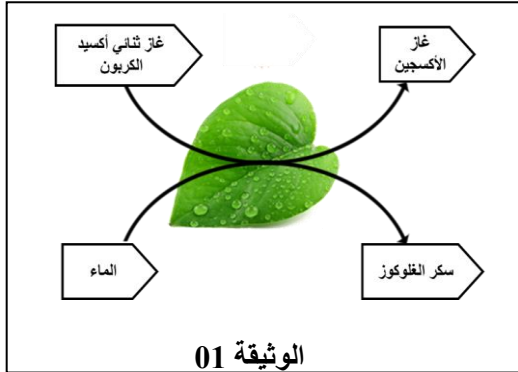 غاز ثنائي أكسيد
الكربون
غاز
الأكسجين
الماء
سكر الغلوكوز
الوثيقة 01